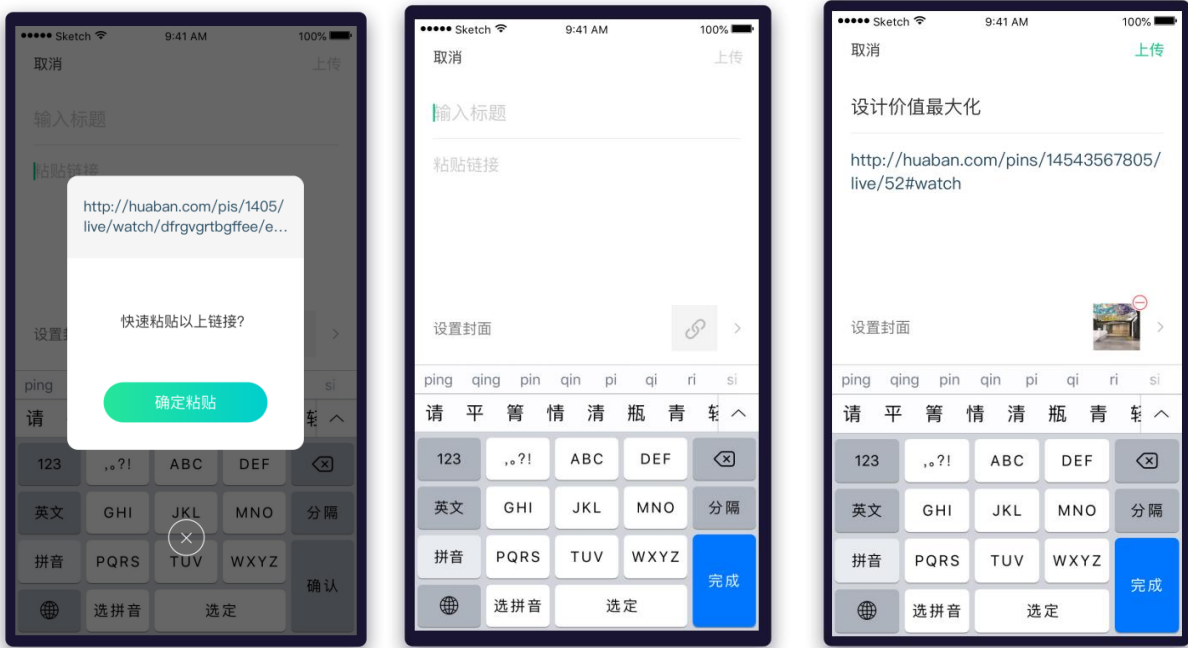 ●●●●● Sketch 9:41 AM 100%
取消 上传
输入标题
粘贴链接
http://huaban.com/pis/1405/
live/watch/dfrgvgrtbgffee/e...
快速粘贴以上链接?
设置
确定粘贴
ping si
请
123 ,。?! ABC DEF
英文 GHI JKL MNO 分隔
拼音 PQRS TUV WXYZ
确认
选拼音 选定
●●●●● Sketch 9:41 AM 100%
取消 上传
输入标题
粘贴链接
设置封面
ping qing pin qin pi qi ri si
请 平 箐 情 清 瓶 青
123 ,。?! ABC DEF
英文 GHI JKL MNO 分隔
拼音 PQRS TUV WXYZ
完成
选拼音 选定
●●●●● Sketch 9:41 AM 100%
取消 上传
设计价值最大化
http://huaban.com/pins/14543567805/
live/52#watch
设置封面
ping qing pin qin pi qi ri si
请 平 箐 情 清 瓶 青
123 ,。?! ABC DEF
英文 GHI JKL MNO 分隔
拼音 PQRS TUV WXYZ
完成
选拼音 选定